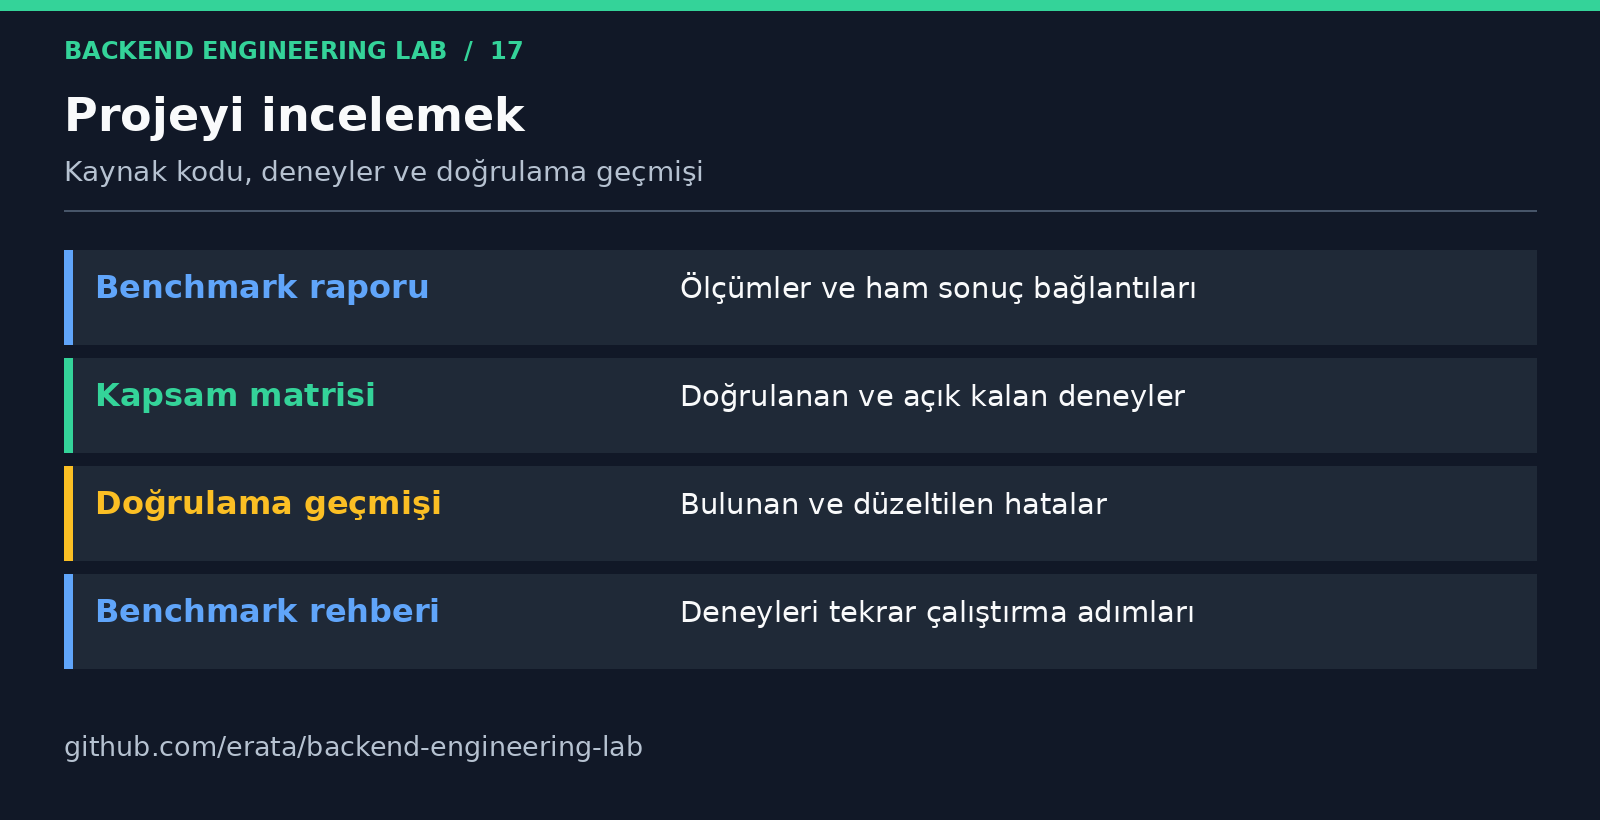 BACKEND ENGINEERING LAB / 17
Projeyi incelemek
Kaynak kodu, deneyler ve doğrulama geçmişi
Benchmark raporu
Ölçümler ve ham sonuç bağlantıları
Kapsam matrisi
Doğrulanan ve açık kalan deneyler
Doğrulama geçmişi
Bulunan ve düzeltilen hatalar
Benchmark rehberi
Deneyleri tekrar çalıştırma adımları
github.com/erata/backend-engineering-lab